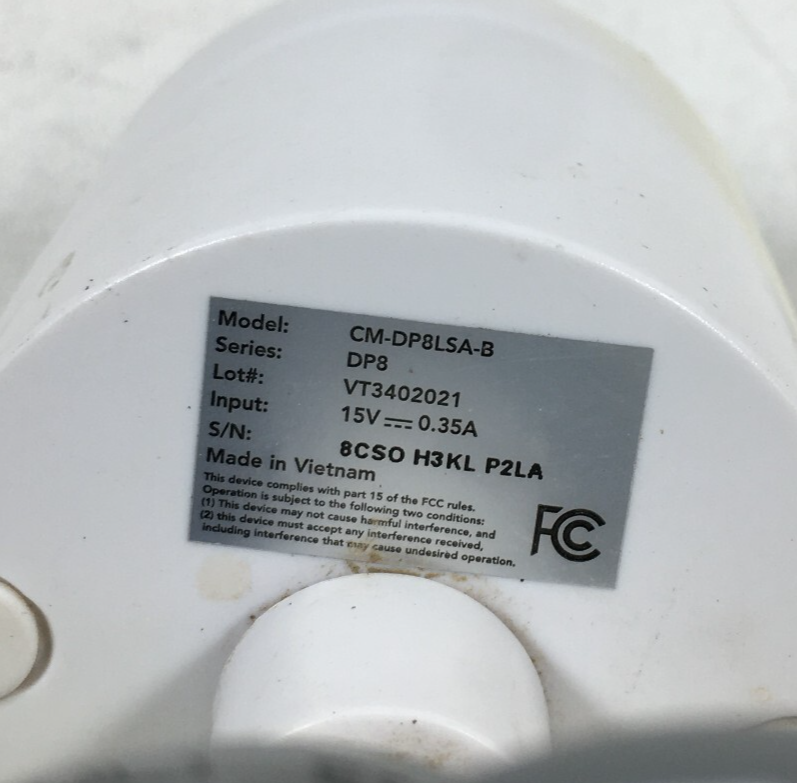 Model: CM-DP8LSA-B
Series: DP8
Lot#: VT3402021
Input: 15V⎓0.35A
S/N: 8CSO H3KL P2LA
Made in Vietnam
This device complies with part 15 of the FCC rules.
Operation is subject to the following two conditions:
(1) This device may not cause harmful interference, and
(2) this device must accept any interference received,
including interference that may cause undesired operation.
FC